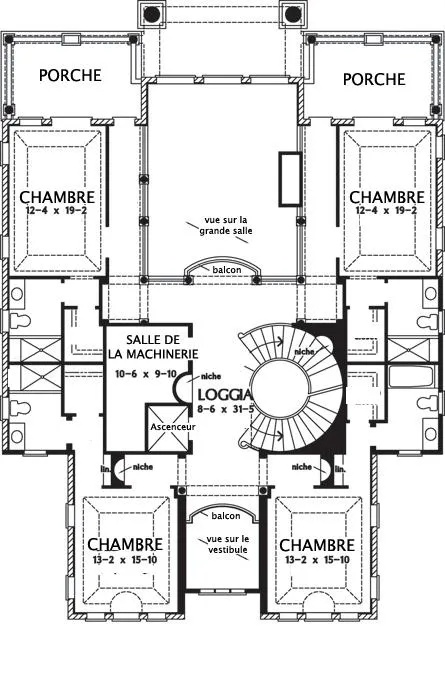 PORCHE
PORCHE
CHAMBRE
12-4 x 19-2
CHAMBRE
12-4 x 19-2
vue sur la
grande salle
balcon
SALLE DE
LA MACHINERIE
10-6 x 9-10
niche
niche
LOGGIA
8-6 x 31-5
Ascenceur
lin.
niche
niche
lin.
balcon
CHAMBRE
13-2 x 15-10
vue sur le
vestibule
CHAMBRE
13-2 x 15-10